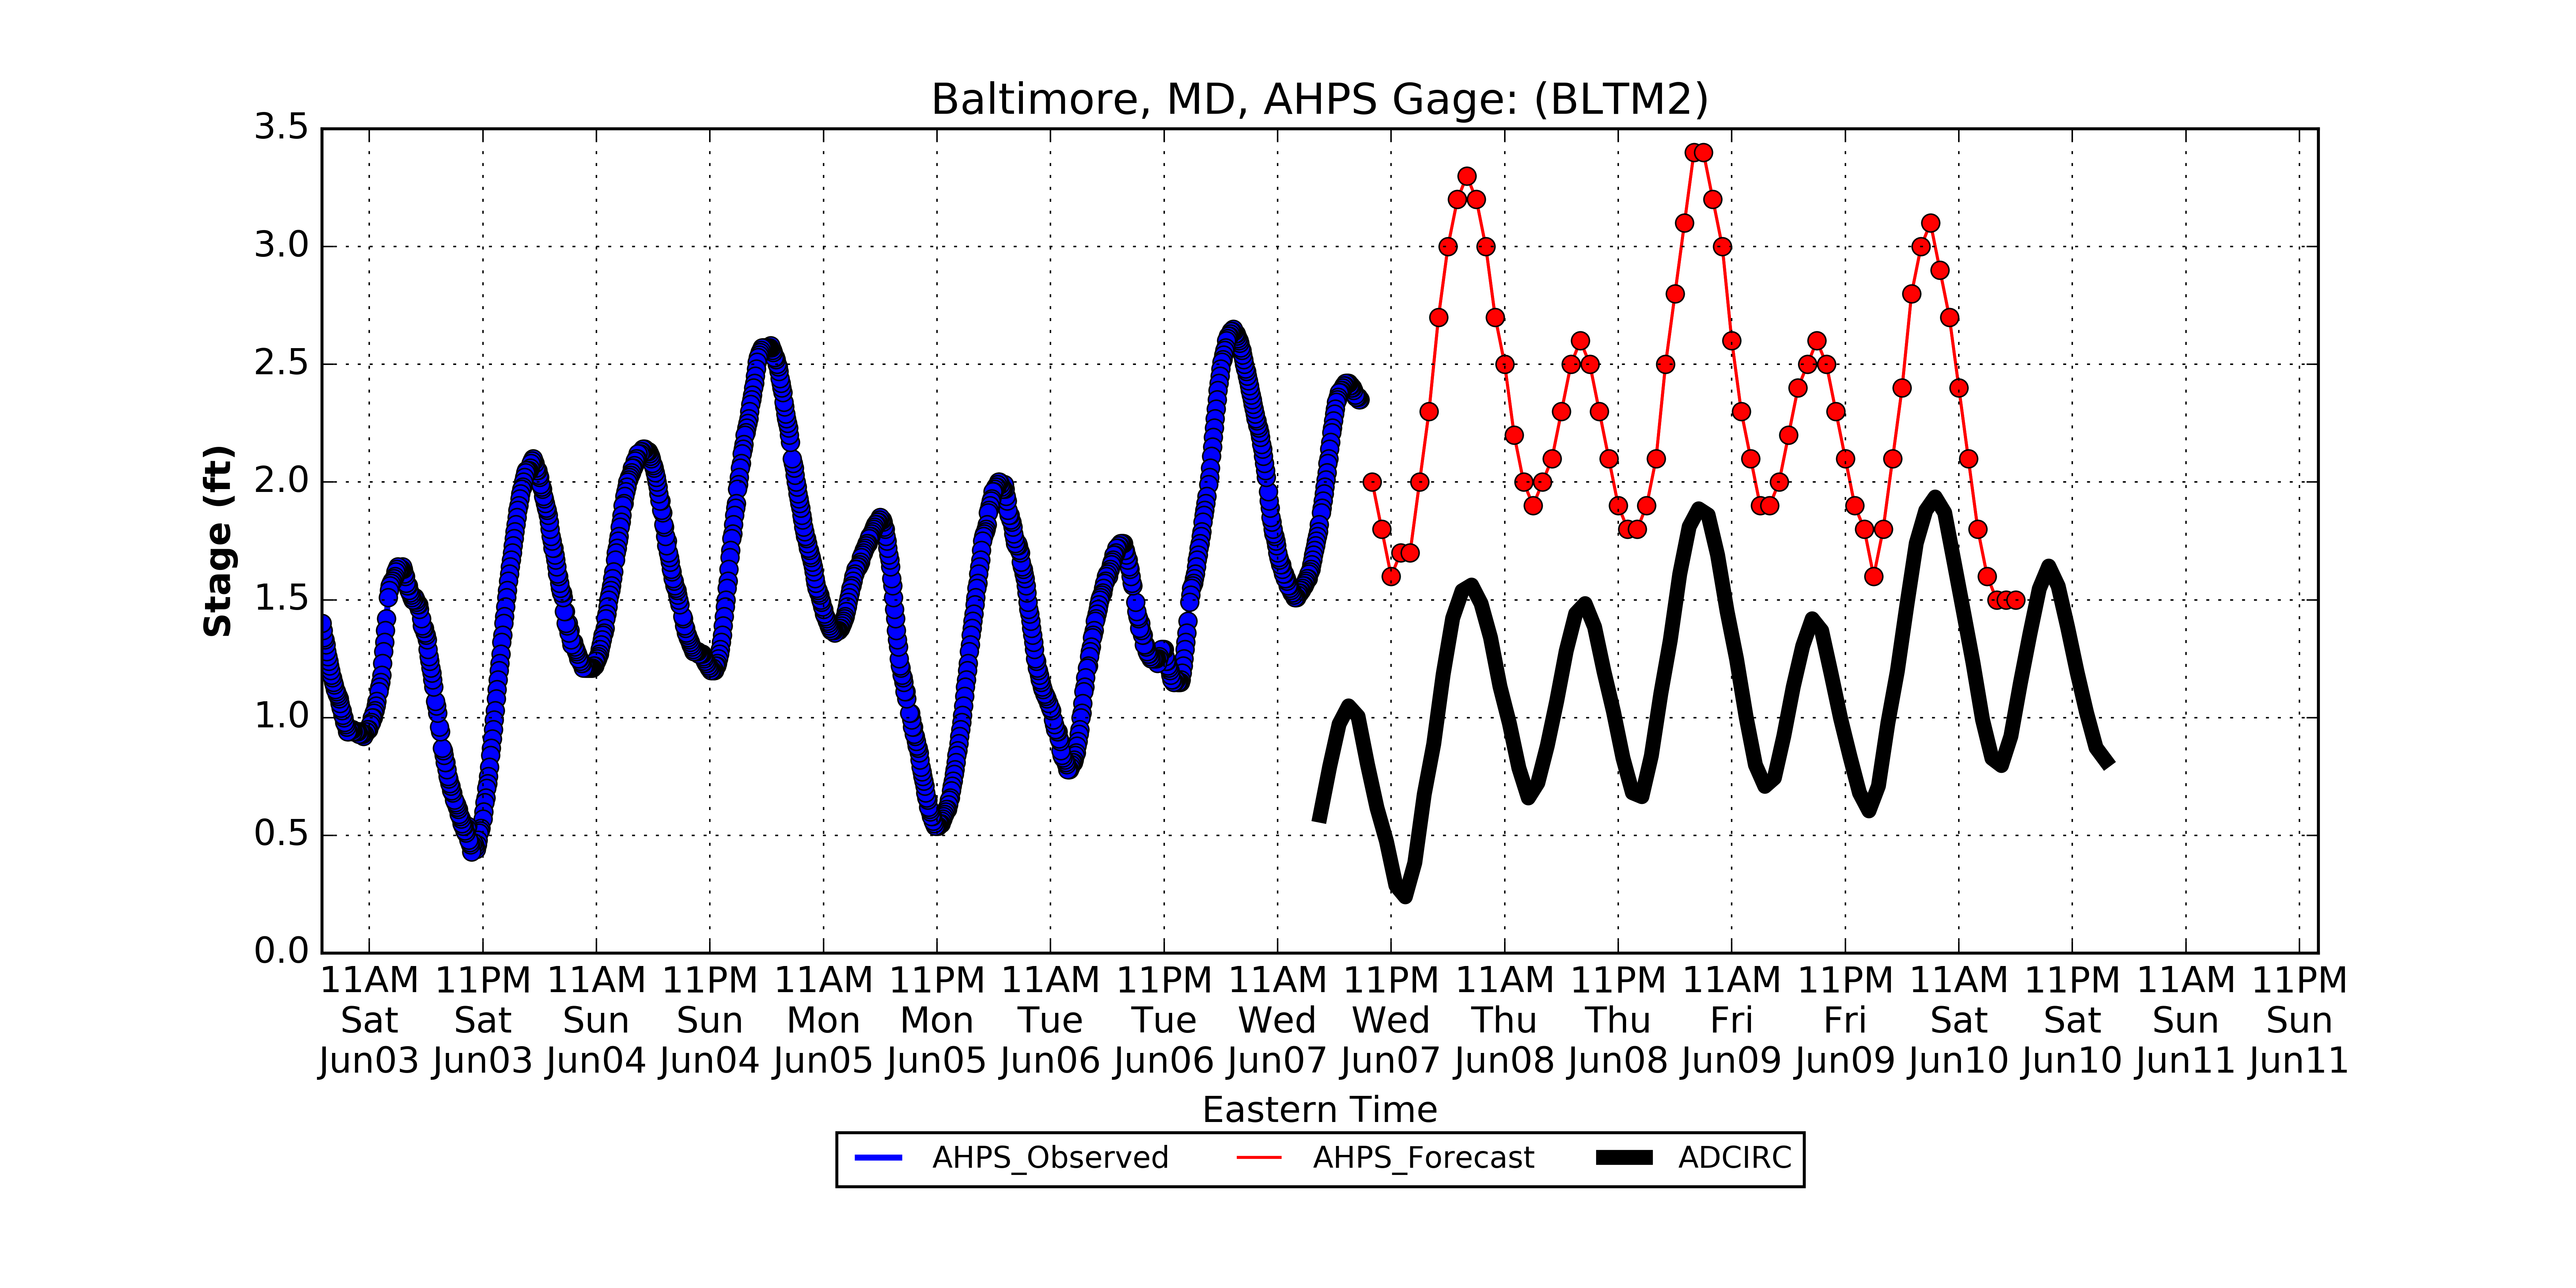 Baltimore, MD, AHPS Gage: (BLTM2)
3.5
3.0
2.5
2.0
1.5
1.0
0.5
0.0
Stage (ft)
11AM 11PM 11AM 11PM 11AM 11PM 11AM 11PM 11AM 11PM 11AM 11PM 11AM 11PM 11AM 11PM 11AM 11PM
Sat Sat Sun Sun Mon Mon Tue Tue Wed Wed Thu Thu Fri Fri Sat Sat Sun Sun
Jun03 Jun03 Jun04 Jun04 Jun05 Jun05 Jun06 Jun06 Jun07 Jun07 Jun08 Jun08 Jun09 Jun09 Jun10 Jun10 Jun11 Jun11
Eastern Time
AHPS_Observed AHPS_Forecast ADCIRC